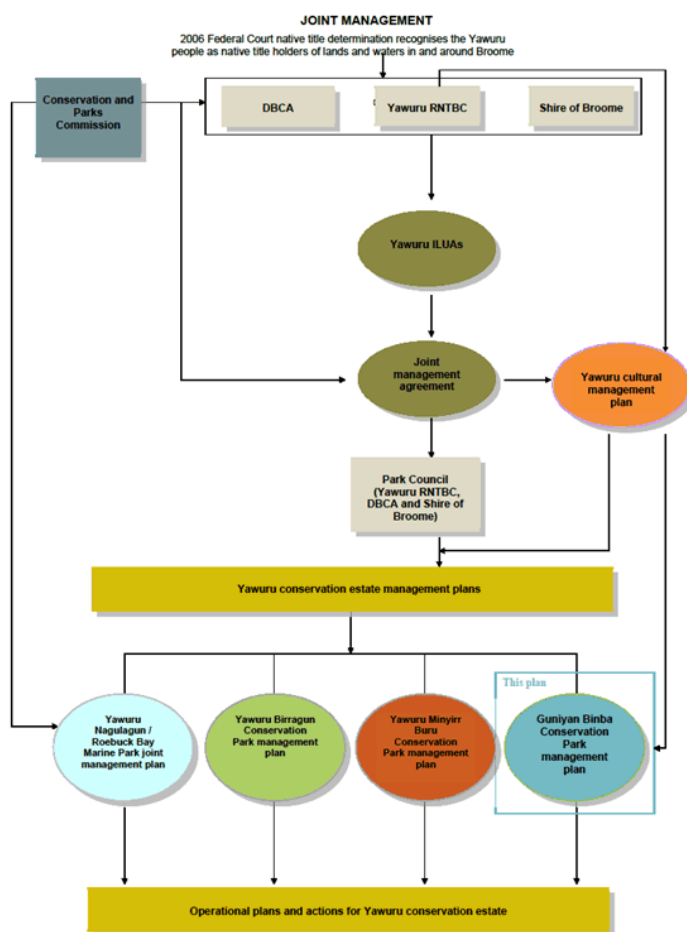 JOINT MANAGEMENT
2006 Federal Court native title determination recognises the Yawuru
people as native title holders of lands and waters in and around Broome
Conservation and
Parks
Commission
DBCA
Yawuru RNTBC
Shire of Broome
Yawuru ILUAs
Joint
management
agreement
Yawuru cultural
management
plan
Park Council
(Yawuru RNTBC,
DBCA and Shire of
Broome)
Yawuru conservation estate management plans
This plan
Yawuru
Nagulagun /
Roebuck Bay
Marine Park joint
management plan
Yawuru Birragun
Conservation
Park management
plan
Yawuru Minyirr
Buru
Conservation
Park management
plan
Guniyan Binba
Conservation
Park
management
plan
Operational plans and actions for Yawuru conservation estate